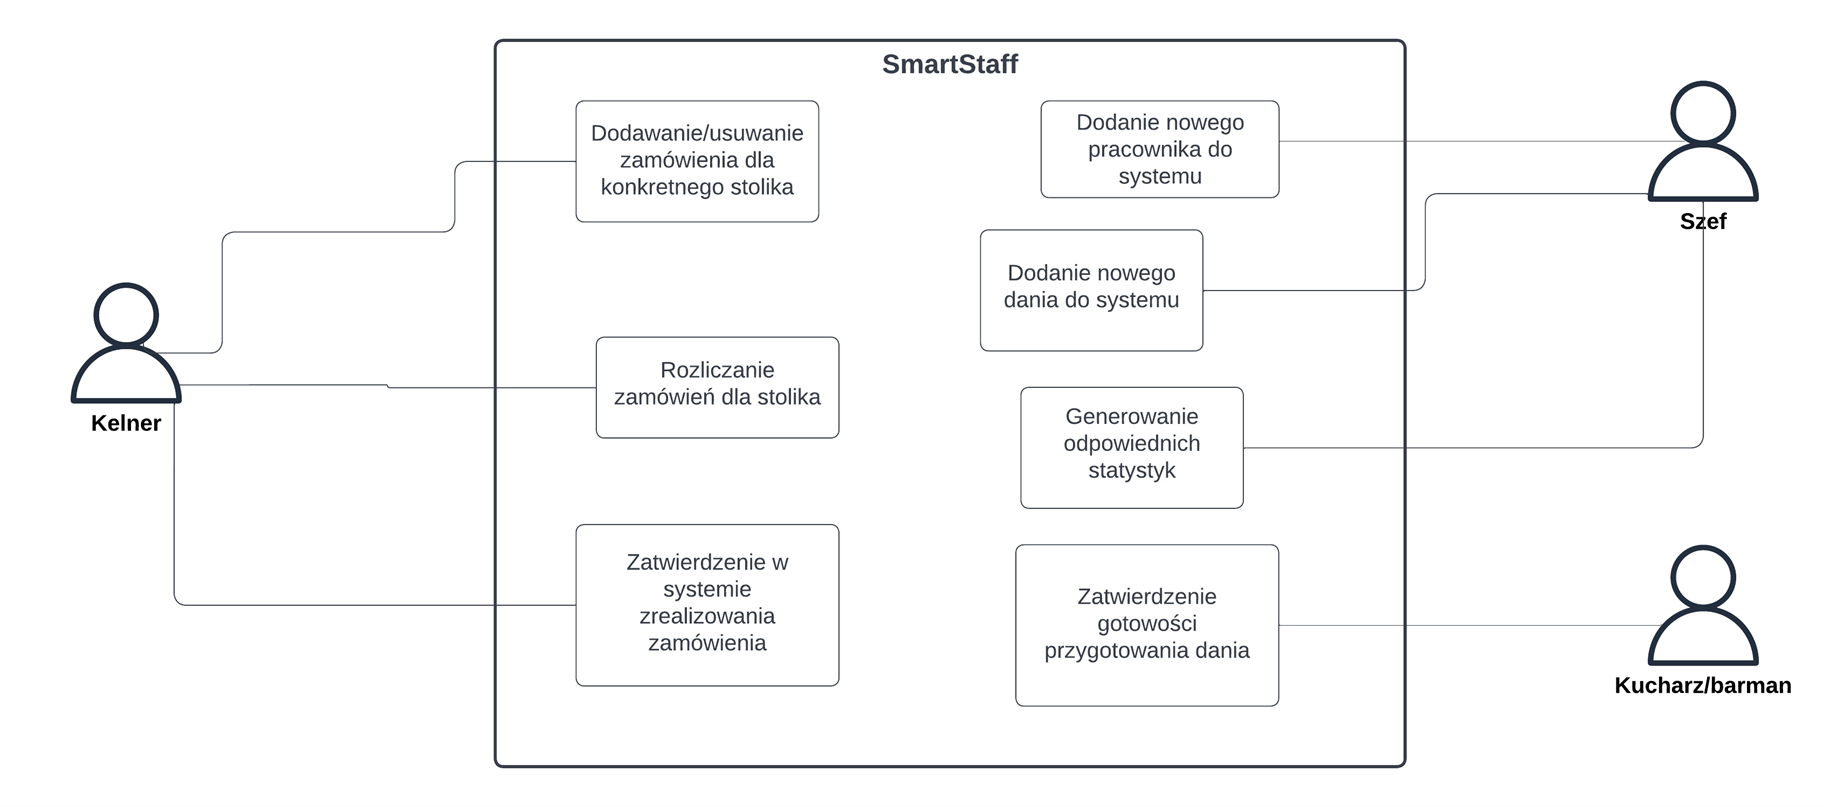 SmartStaff
Dodawanie/usuwanie
zamówienia dla
konkretnego stolika
Dodanie nowego
pracownika do
systemu
Szef
Dodanie nowego
dania do systemu
Kelner
Rozliczanie
zamówień dla stolika
Generowanie
odpowiednich
statystyk
Zatwierdzenie w
systemie
zrealizowania
zamówienia
Zatwierdzenie
gotowości
przygotowania dania
Kucharz/barman